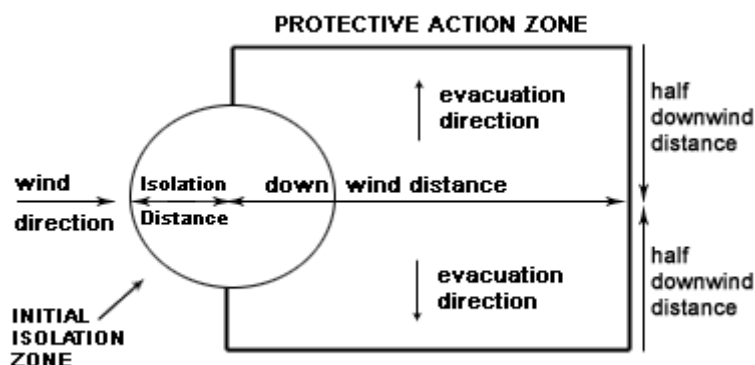 PROTECTIVE ACTION ZONE
evacuation
direction
half
downwind
distance
wind
direction
Isolation
Distance
down wind distance
evacuation
direction
half
downwind
distance
INITIAL
ISOLATION
ZONE